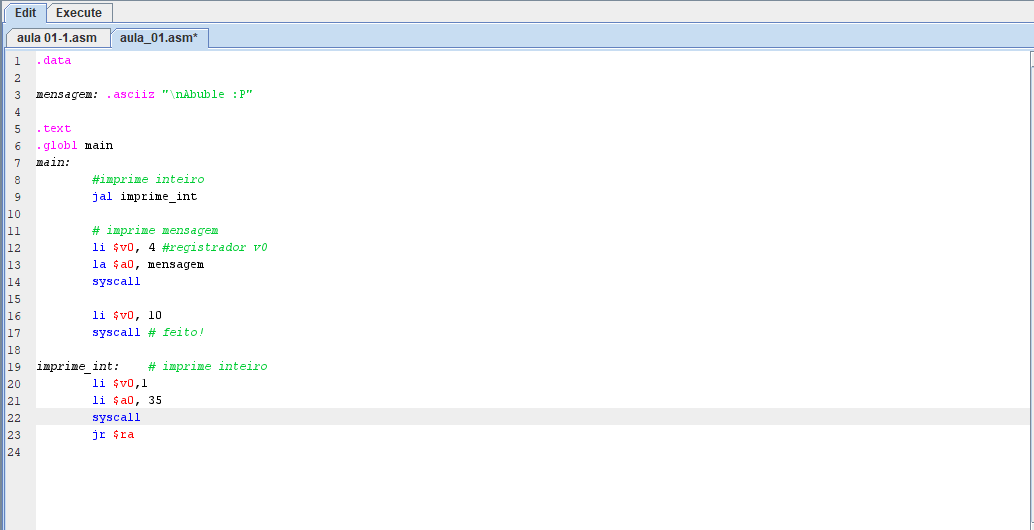 Edit Execute
aula 01-1.asm aula_01.asm*
1 .data
2
3 mensagem: .asciiz "\nAbuble :P"
4
5 .text
6 .globl main
7 main:
8 #imprime inteiro
9 jal imprime_int
10
11 # imprime mensagem
12 li $v0, 4 #registrador v0
13 la $a0, mensagem
14 syscall
15
16 li $v0, 10
17 syscall # feito!
18
19 imprime_int: # imprime inteiro
20 li $v0,1
21 li $a0, 35
22 syscall
23 jr $ra
24